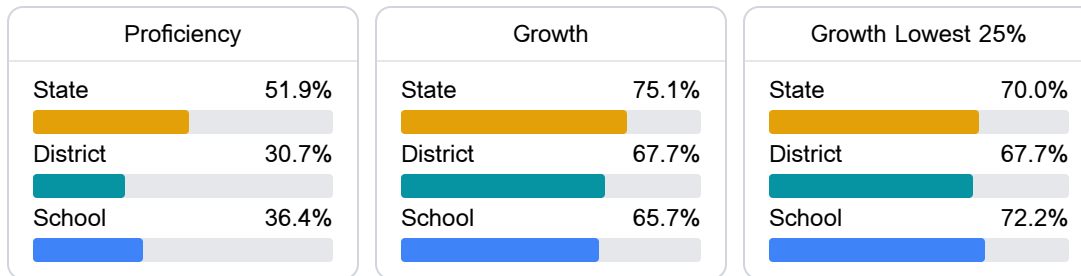 Proficiency
State 51.9%
District 30.7%
School 36.4%
Growth
State 75.1%
District 67.7%
School 65.7%
Growth Lowest 25%
State 70.0%
District 67.7%
School 72.2%